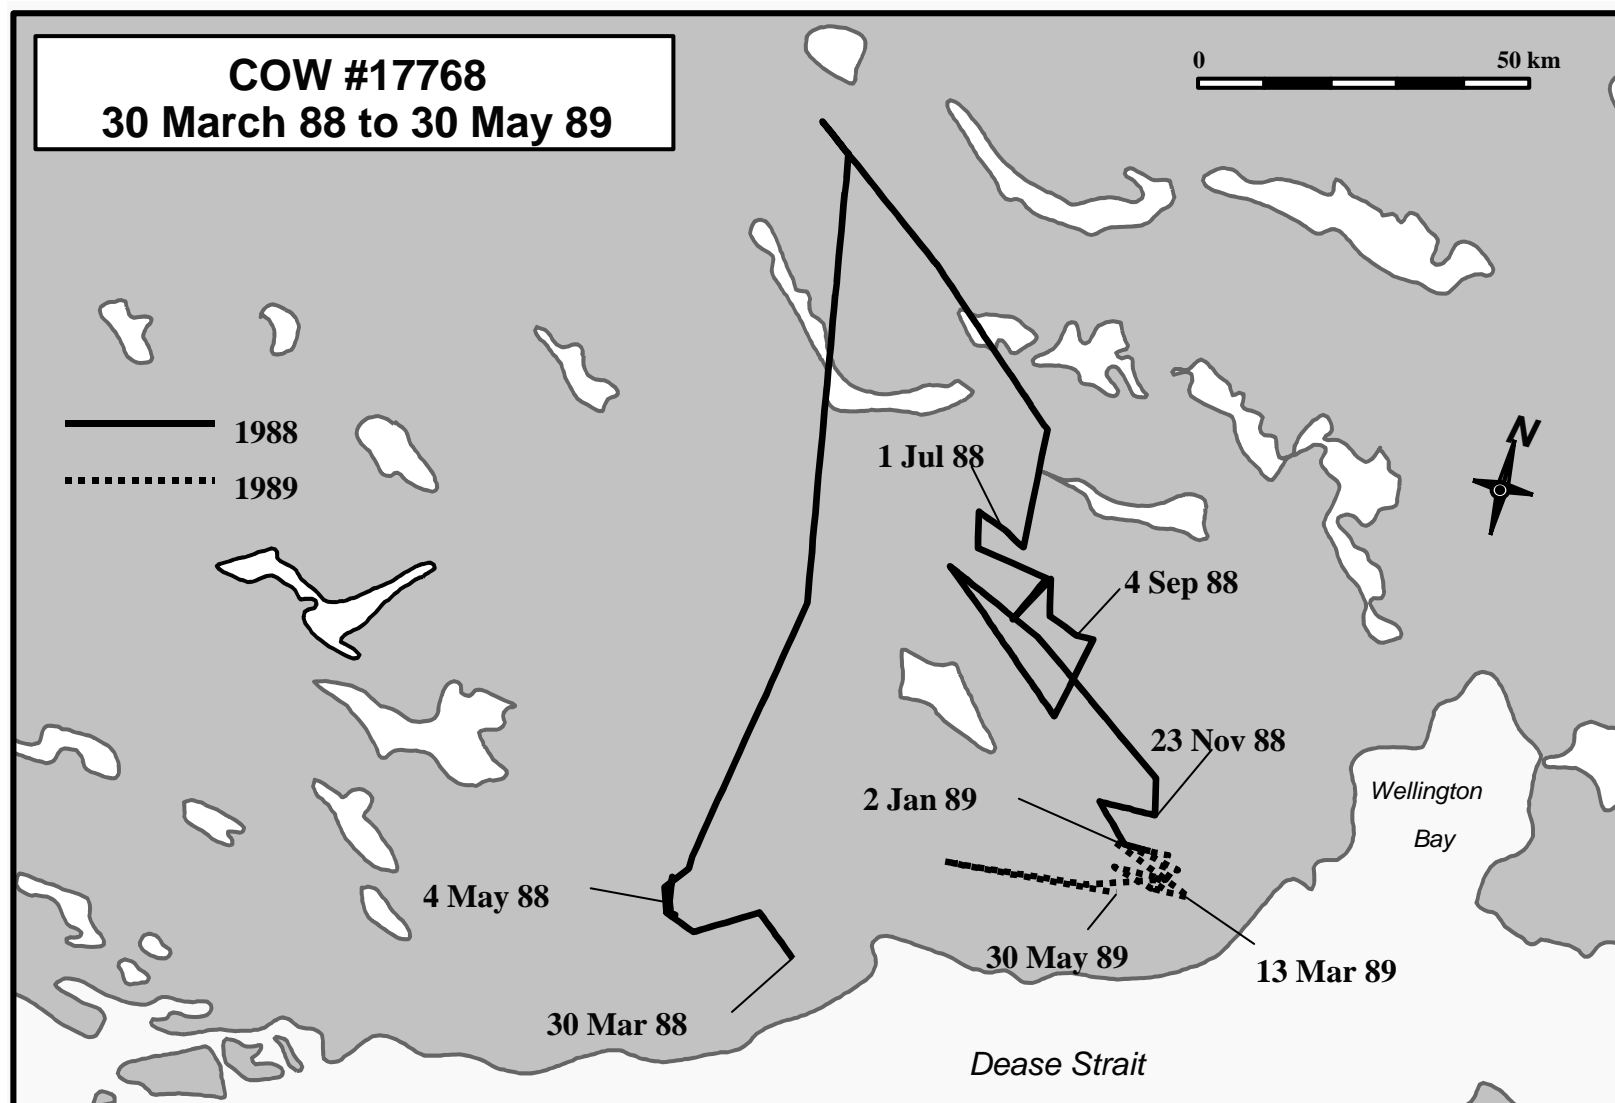 COW #17768
30 March 88 to 30 May 89
0 50 km
1988
1989
N
1 Jul 88
4 Sep 88
23 Nov 88
2 Jan 89
Wellington
Bay
4 May 88
30 May 89
13 Mar 89
30 Mar 88
Dease Strait